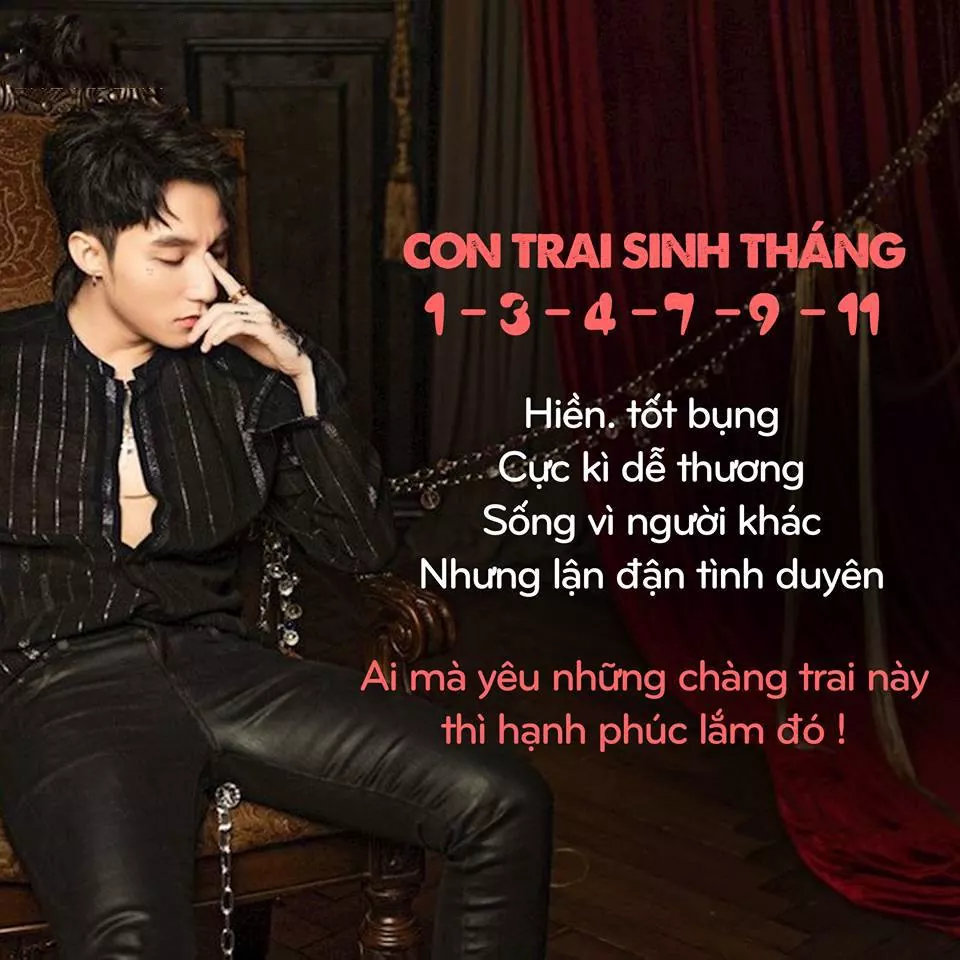 CON TRAI SINH THÁNG
1 - 3 - 4 - 7 - 9 - 11
Hiền. tốt bụng
Cực kì dễ thương
Sống vì người khác
Nhưng lận đận tình duyên
Ai mà yêu những chàng trai này
thì hạnh phúc lắm đó !